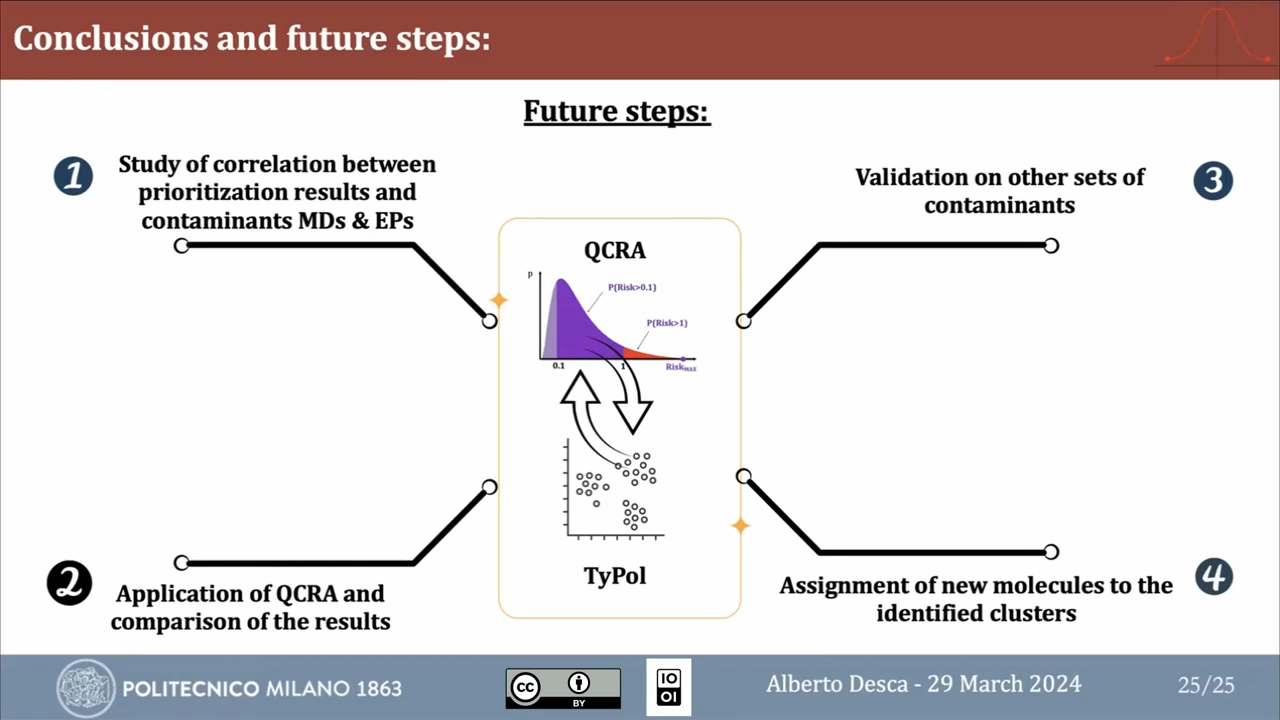 Conclusions and future steps:
Future steps:
1
Study of correlation between
prioritization results and
contaminants MDs & EPs
3
Validation on other sets of
contaminants
QCRA
p
P(Risk>0.1)
P(Risk>1)
0.1
1
RiskMAX
TyPol
2
Application of QCRA and
comparison of the results
4
Assignment of new molecules to the
identified clusters
POLITECNICO MILANO 1863
cc
BY
IO
OI
Alberto Desca - 29 March 2024
25/25